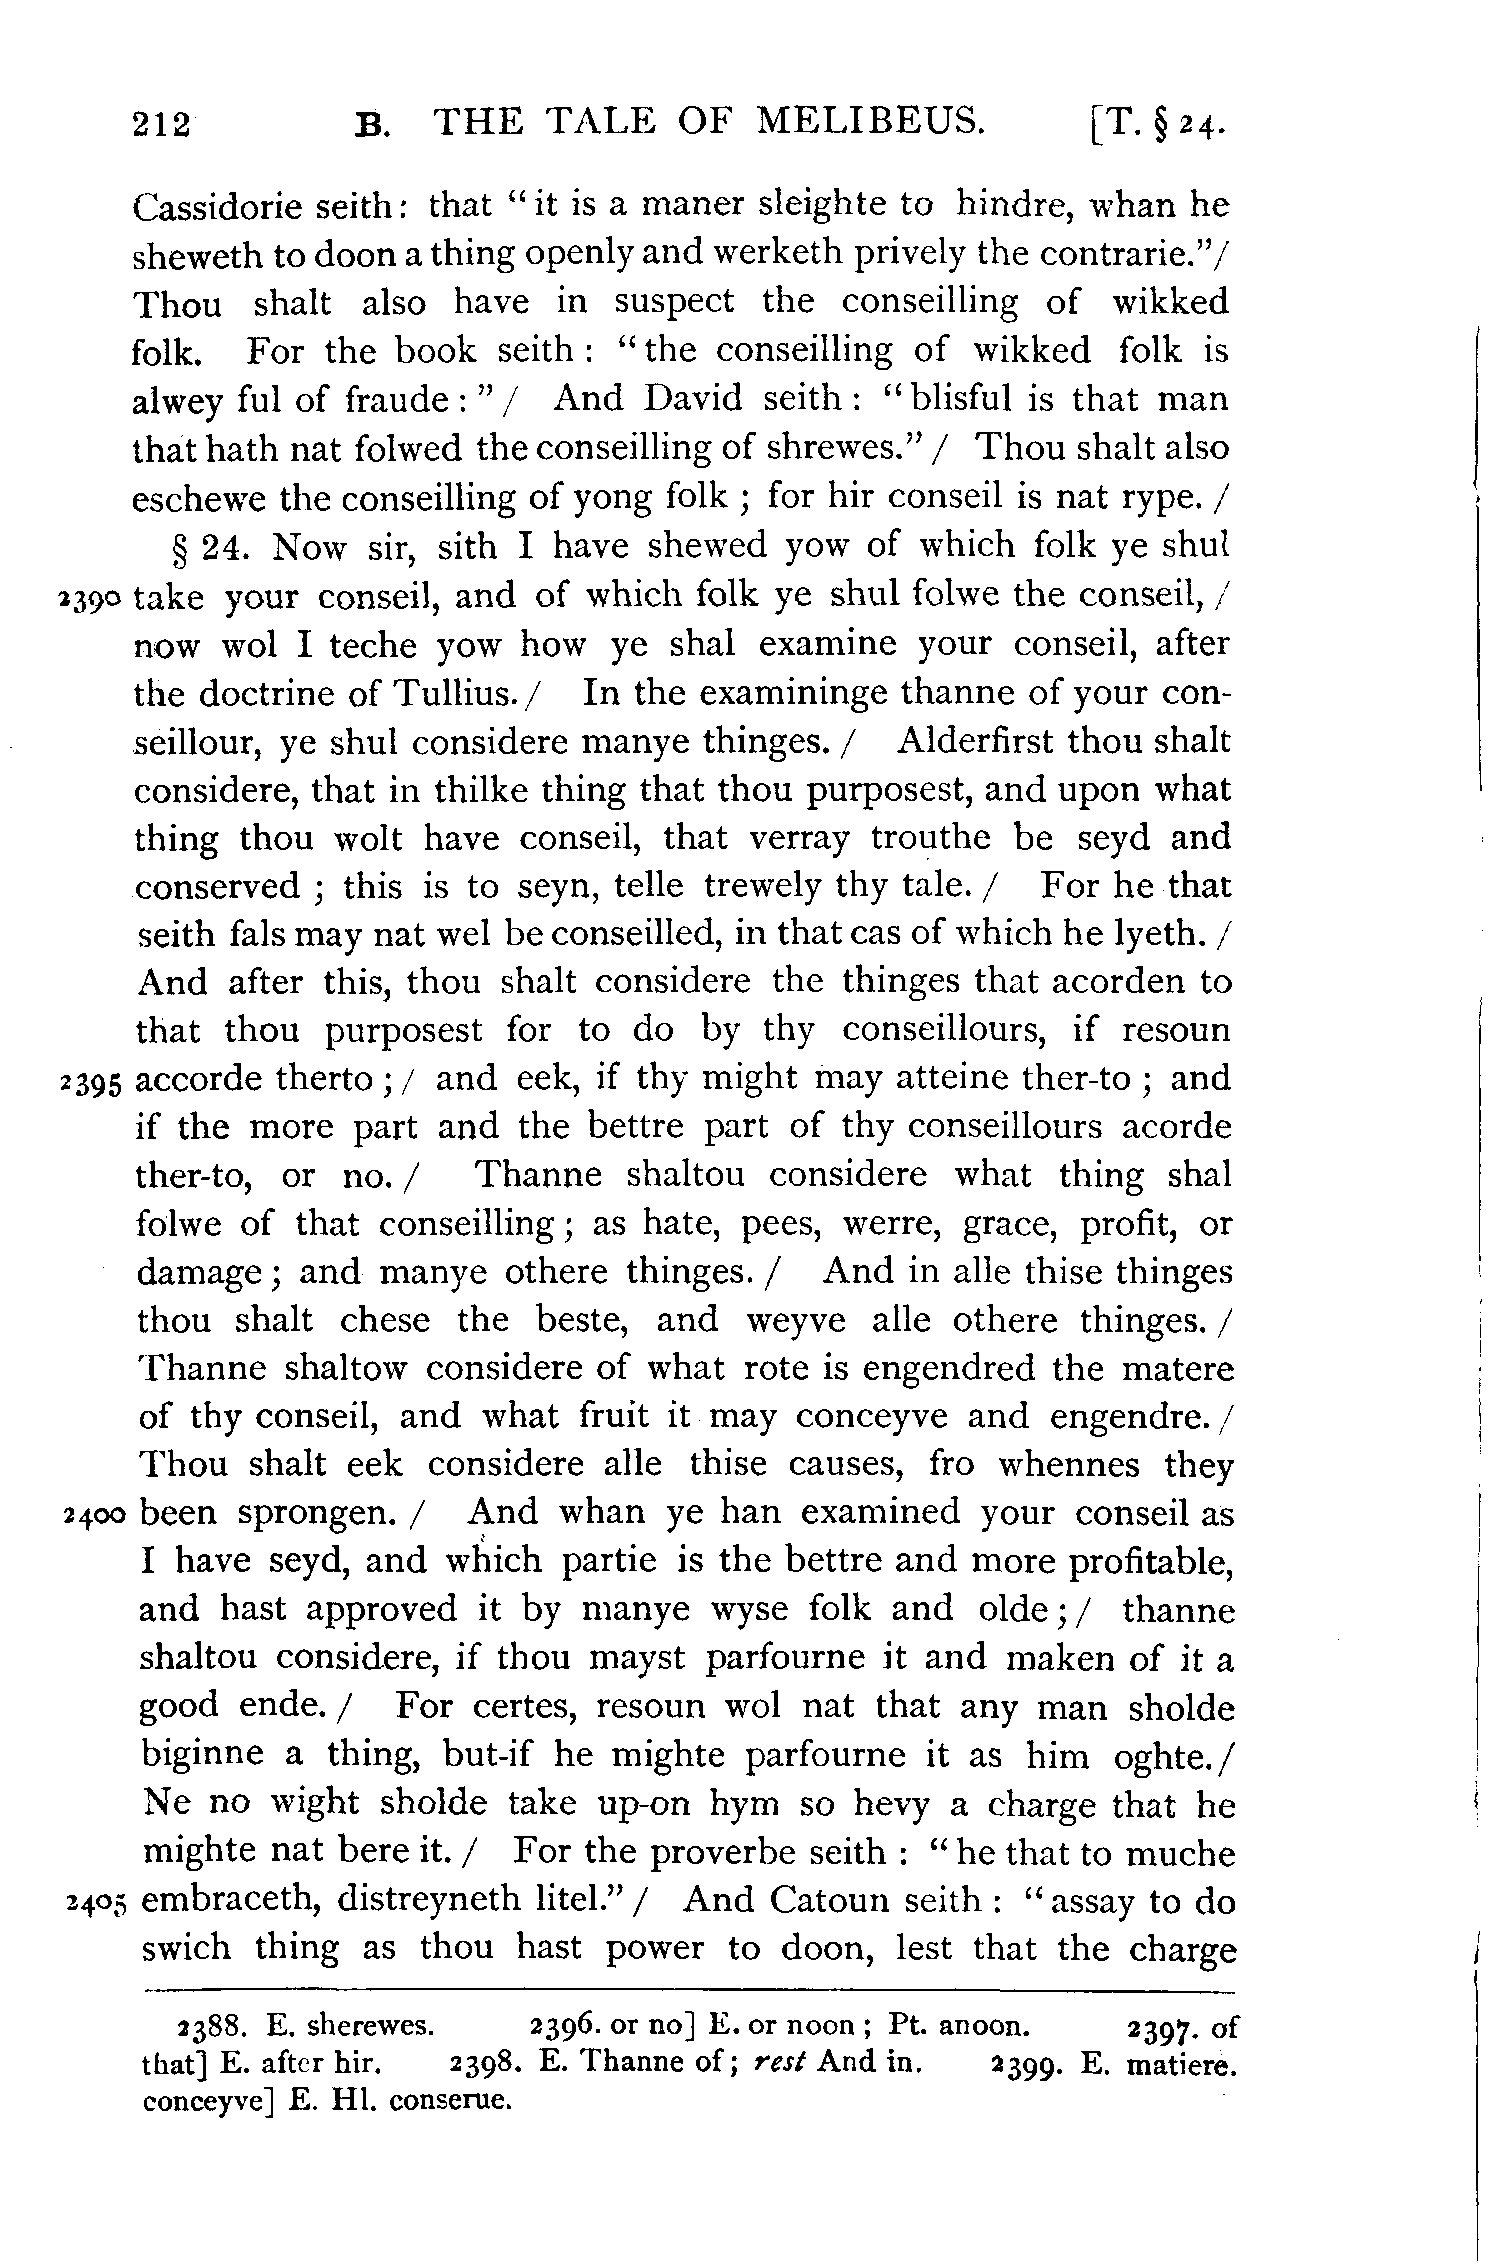 212 B. THE TALE OF MELIBEUS. [T. § 24.
Cassidorie seith: that “it is a maner sleighte to hindre, whan he
sheweth to doon a thing openly and werketh prively the contrarie.”/
Thou shalt also have in suspect the conseilling of wikked
folk. For the book seith : “the conseilling of wikked folk is
alwey ful of fraude : ” / And David seith : “blisful is that man
that hath nat folwed the conseilling of shrewes.” / Thou shalt also
eschewe the conseilling of yong folk ; for hir conseil is nat rype. /
§ 24. Now sir, sith I have shewed yow of which folk ye shul
2390 take your conseil, and of which folk ye shul folwe the conseil, /
now wol I teche yow how ye shal examine your conseil, after
the doctrine of Tullius. / In the examininge thanne of your con-
seillour, ye shul considere manye thinges. / Alderfirst thou shalt
considere, that in thilke thing that thou purposest, and upon what
thing thou wolt have conseil, that verray trouthe be seyd and
conserved ; this is to seyn, telle trewely thy tale. / For he that
seith fals may nat wel be conseilled, in that cas of which he lyeth. /
And after this, thou shalt considere the thinges that acorden to
that thou purposest for to do by thy conseillours, if resoun
2395 accorde therto ; / and eek, if thy might may atteine ther-to ; and
if the more part and the bettre part of thy conseillours acorde
ther-to, or no. / Thanne shaltou considere what thing shal
folwe of that conseilling ; as hate, pees, werre, grace, profit, or
damage ; and manye othere thinges. / And in alle thise thinges
thou shalt chese the beste, and weyve alle othere thinges. /
Thanne shaltow considere of what rote is engendred the matere
of thy conseil, and what fruit it may conceyve and engendre. /
Thou shalt eek considere alle thise causes, fro whennes they
2400 been sprongen. / And whan ye han examined your conseil as
I have seyd, and which partie is the bettre and more profitable,
and hast approved it by manye wyse folk and olde ; / thanne
shaltou considere, if thou mayst parfourne it and maken of it a
good ende. / For certes, resoun wol nat that any man sholde
biginne a thing, but-if he mighte parfourne it as him oghte. /
Ne no wight sholde take up-on hym so hevy a charge that he
mighte nat bere it. / For the proverbe seith : “he that to muche
2405 embraceth, distreyneth litel.” / And Catoun seith : “assay to do
swich thing as thou hast power to doon, lest that the charge
2388. E. sherewes. 2396. or no] E. or noon ; Pt. anoon. 2397. of
that] E. after hir. 2398. E. Thanne of ; rest And in. 2399. E. matiere.
conceyve] E. Hl. conserue.